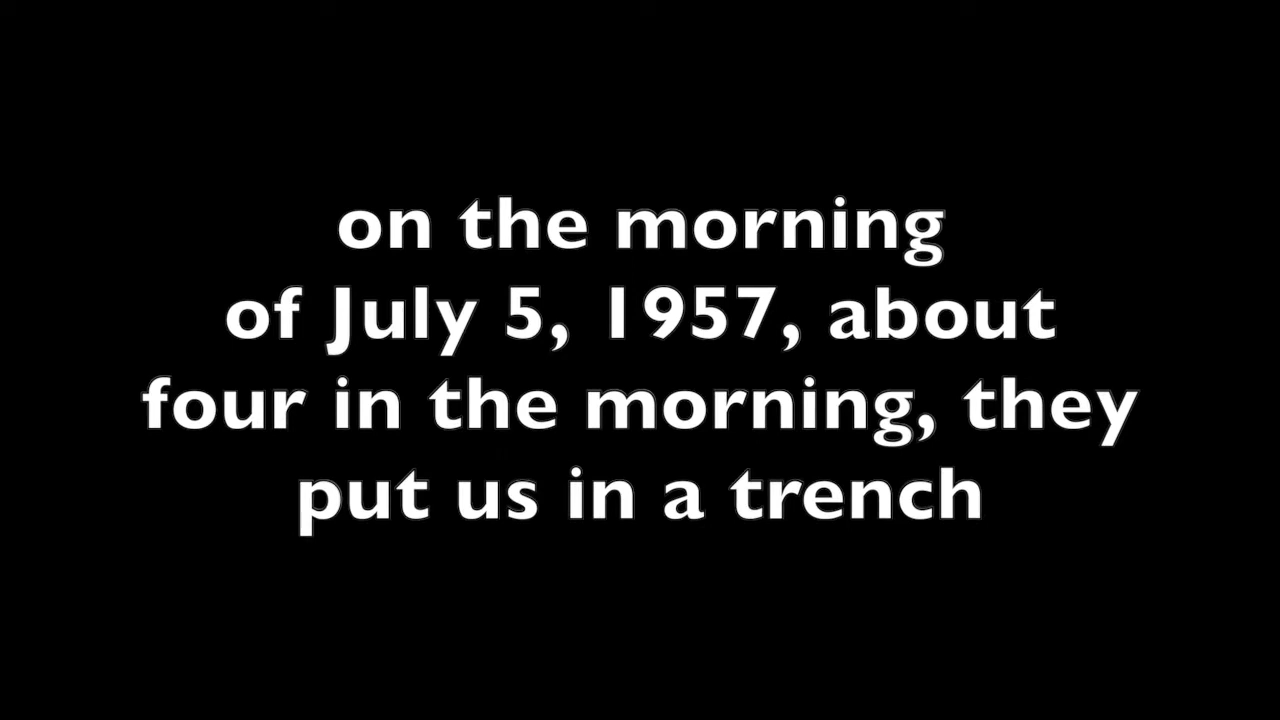 on the morning
of July 5, 1957, about
four in the morning, they
put us in a trench